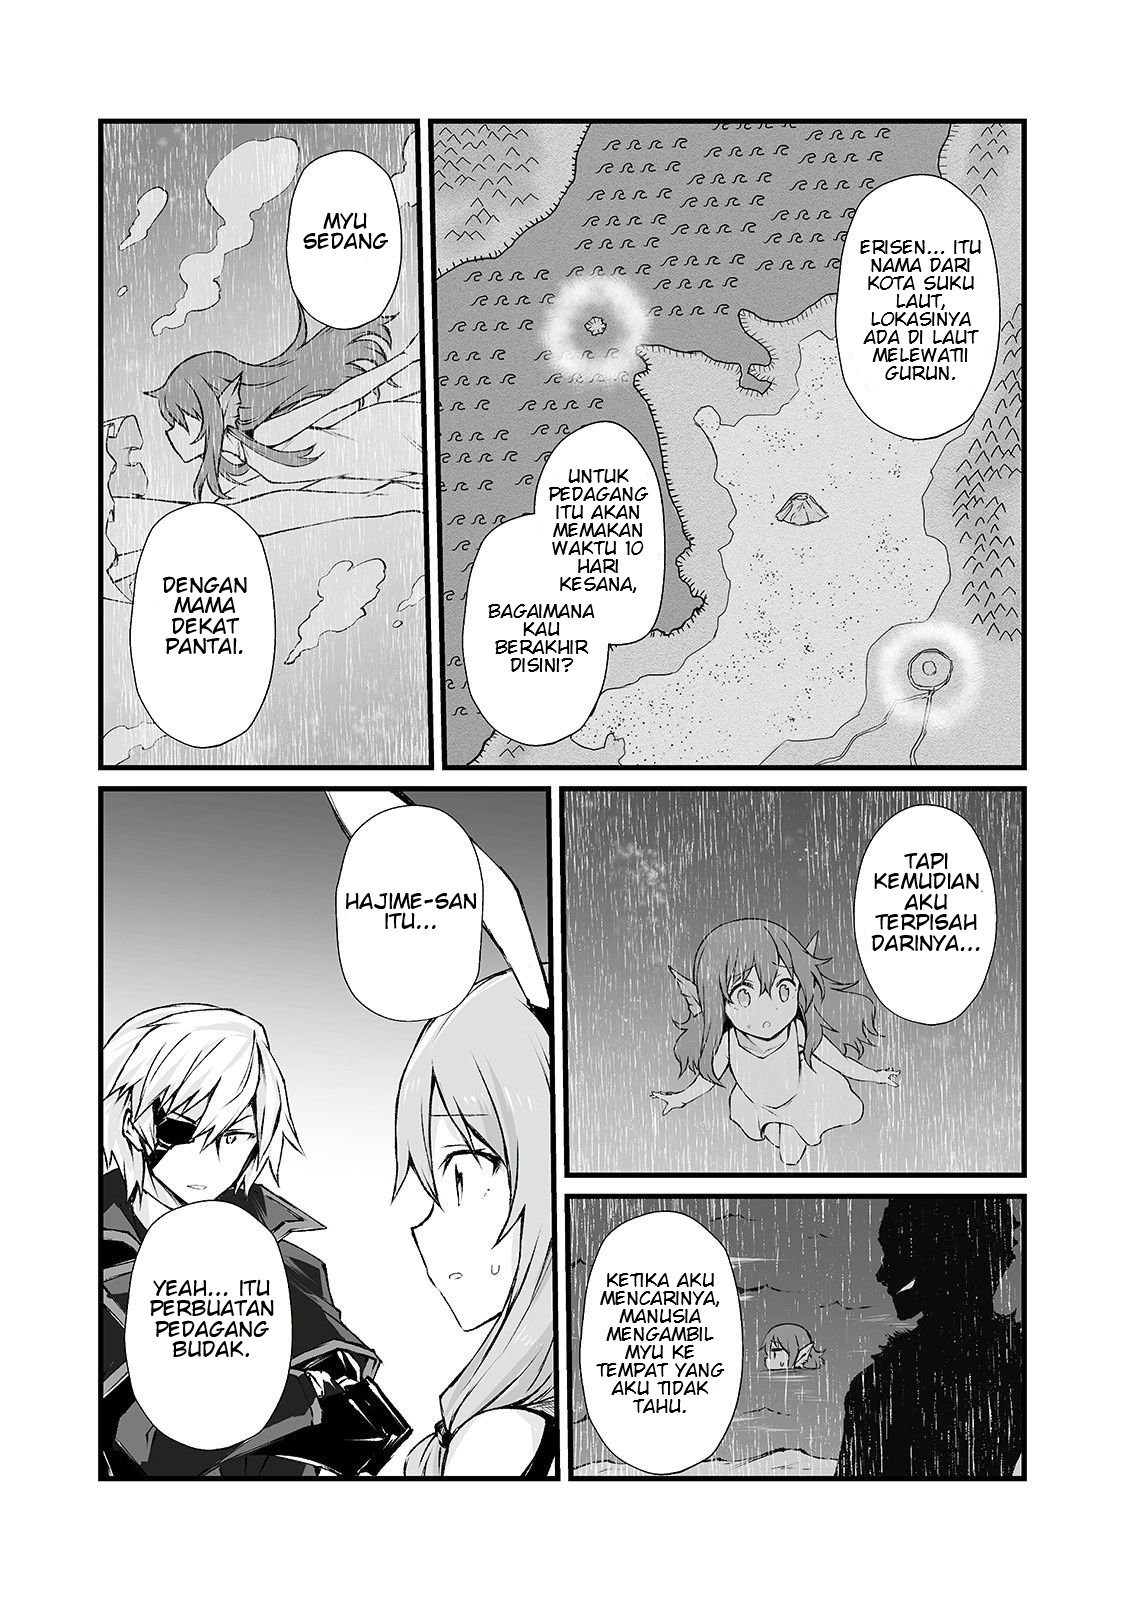 ERISEN... ITU
NAMA DARI
KOTA SUKU
LAUT,
LOKASINYA
ADA DI LAUT
MELEWATII
GURUN.
UNTUK
PEDAGANG
ITU AKAN
MEMAKAN
WAKTU 10
HARI
KESANA,
BAGAIMANA
KAU
BERAKHIR
DISINI?
MYU
SEDANG
DENGAN
MAMA
DEKAT
PANTAI.
TAPI
KEMUDIAN
AKU
TERPISAH
DARINYA...
KETIKA AKU
MENCARINYA,
MANUSIA
MENGAMBIL
MYU KE
TEMPAT YANG
AKU TIDAK
TAHU.
HAJIME-SAN
ITU...
YEAH... ITU
PERBUATAN
PEDAGANG
BUDAK.